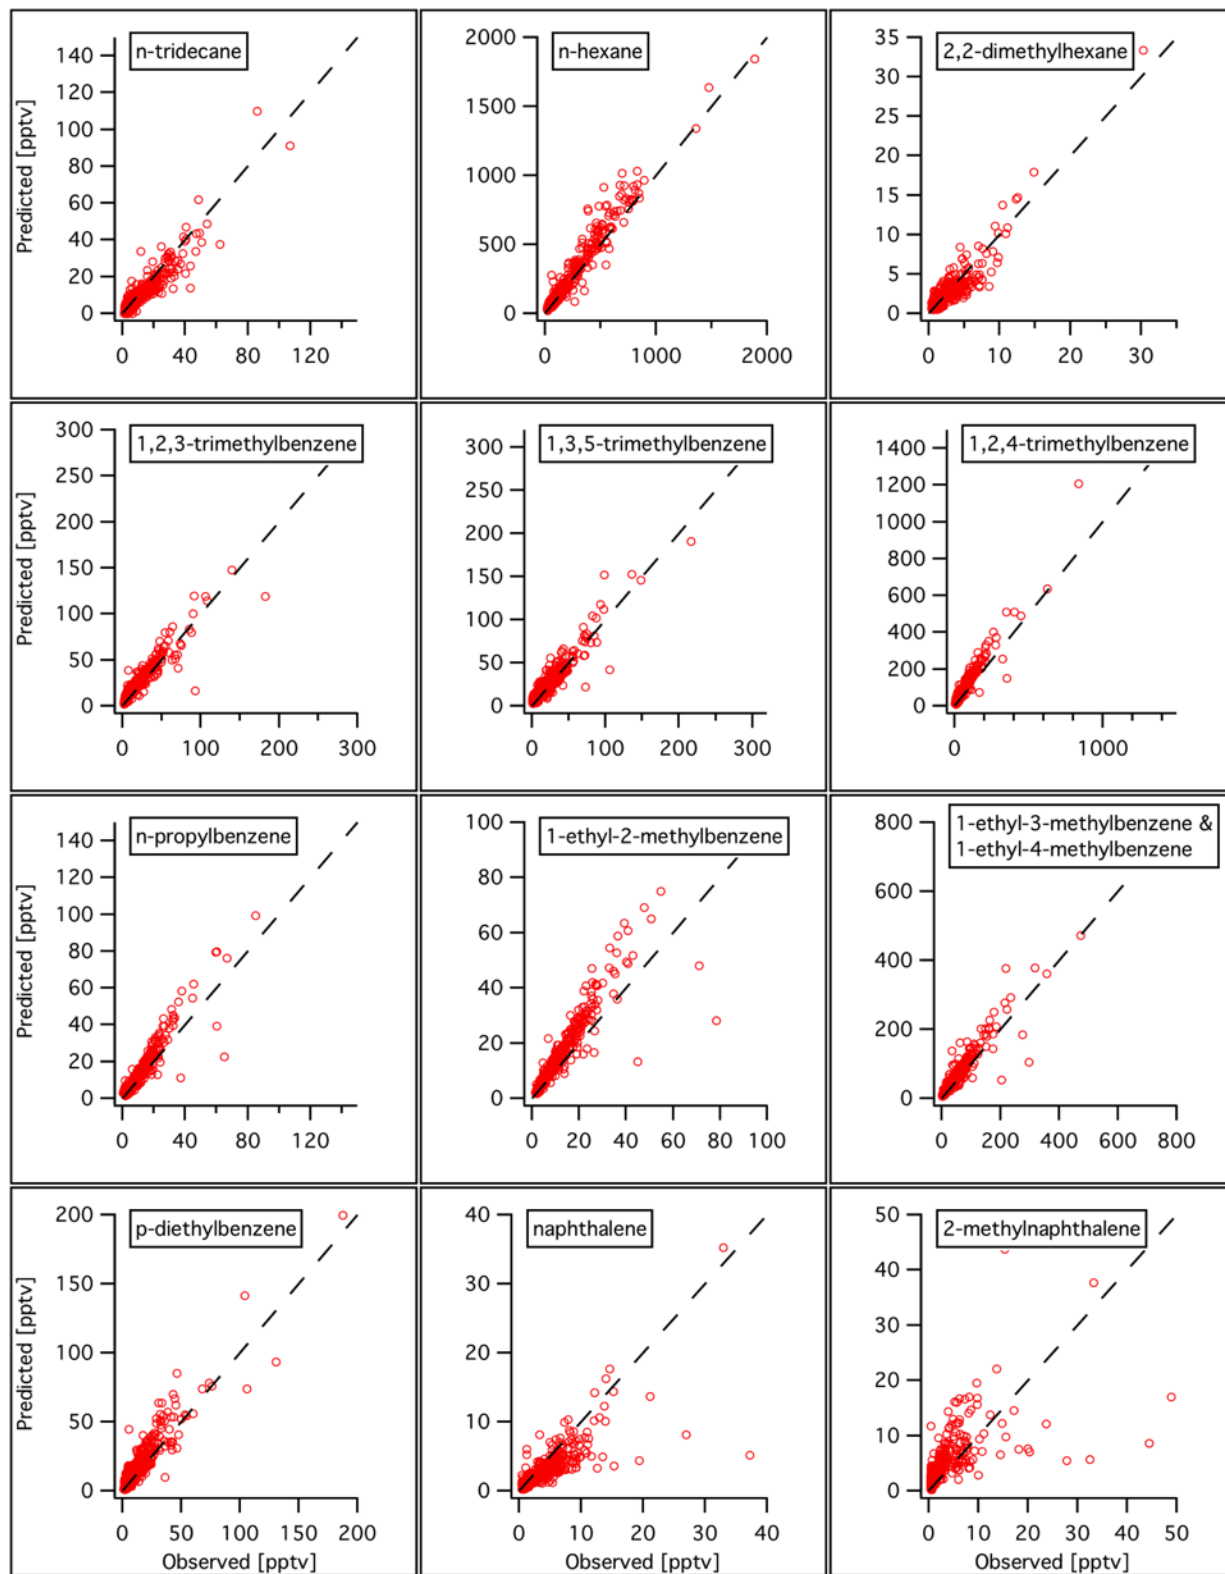 n-tridecane
Predicted [pptv]
140
120
100
80
60
40
20
0
0 40 80 120
n-hexane
2000
1500
1000
500
0
0 1000 2000
2,2-dimethylhexane
35
30
25
20
15
10
5
0
0 10 20 30
1,2,3-trimethylbenzene
Predicted [pptv]
300
250
200
150
100
50
0
0 100 200 300
1,3,5-trimethylbenzene
300
250
200
150
100
50
0
0 100 200 300
1,2,4-trimethylbenzene
1400
1200
1000
800
600
400
200
0
0 1000
n-propylbenzene
Predicted [pptv]
140
120
100
80
60
40
20
0
0 40 80 120
1-ethyl-2-methylbenzene
100
80
60
40
20
0
0 20 40 60 80 100
1-ethyl-3-methylbenzene &
1-ethyl-4-methylbenzene
800
600
400
200
0
0 200 400 600 800
p-diethylbenzene
Predicted [pptv]
200
150
100
50
0
0 50 100 150 200
Observed [pptv]
naphthalene
40
30
20
10
0
0 10 20 30 40
Observed [pptv]
2-methylnaphthalene
50
40
30
20
10
0
0 10 20 30 40 50
Observed [pptv]